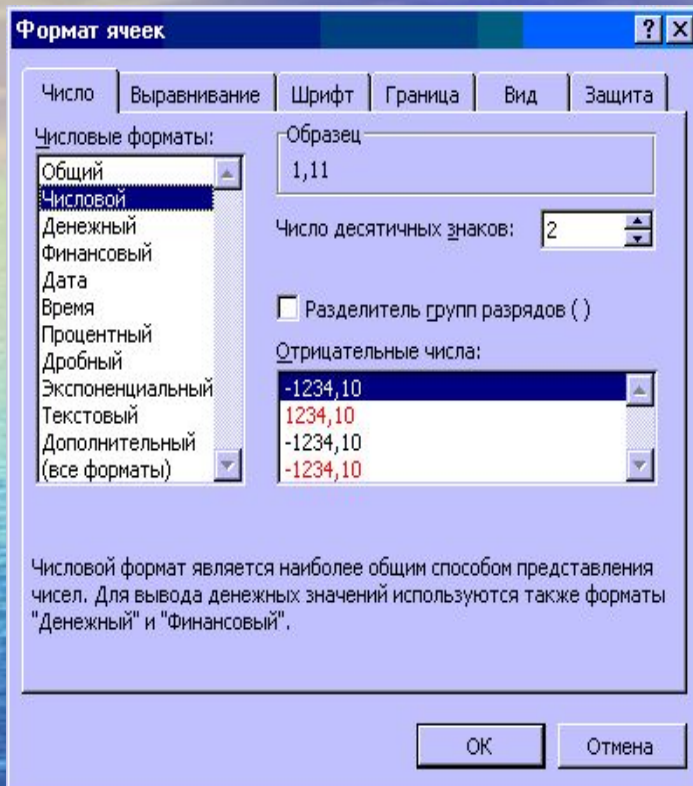 Формат ячеек
Число
Выравнивание
Шрифт
Граница
Вид
Защита
Числовые форматы:
Общий
Числовой
Денежный
Финансовый
Дата
Время
Процентный
Дробный
Экспоненциальный
Текстовый
Дополнительный
(все форматы)
Образец
1,11
Число десятичных знаков: 2
Разделитель групп разрядов ( )
Отрицательные числа:
-1234,10
1234,10
-1234,10
-1234,10
Числовой формат является наиболее общим способом представления
чисел. Для вывода денежных значений используются также форматы
"Денежный" и "Финансовый".
ОК
Отмена